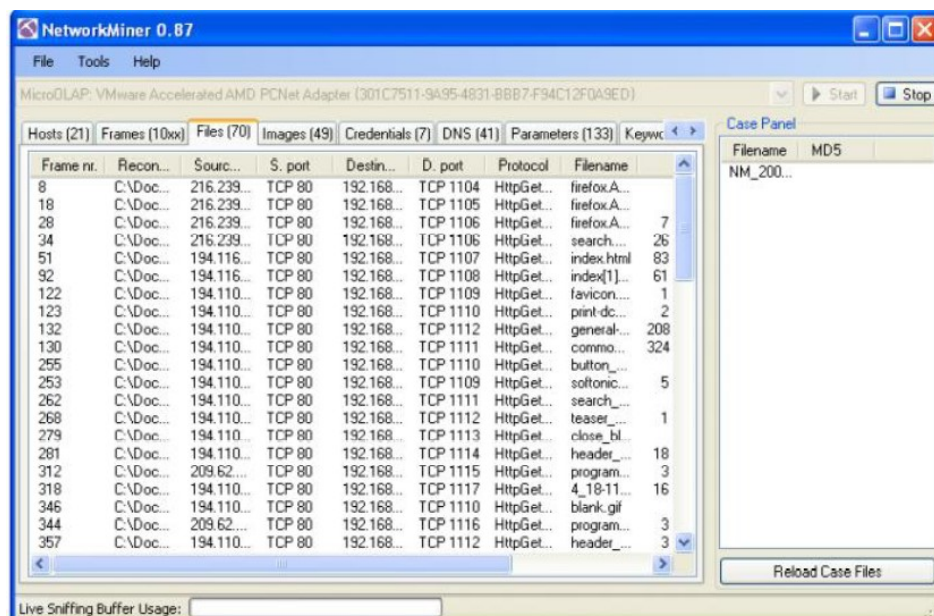 NetworkMiner 0.87
File Tools Help
MicroOLAP: VMware Accelerated AMD PCNet Adapter (301C7511-9A95-4831-BBB7-F94C12F0A9ED) Start Stop
Hosts (21) Frames (10xx) Files (70) Images (49) Credentials (7) DNS (41) Parameters (133) Keywo
Frame nr. Recon... Sourc... S. port Destin... D. port Protocol Filename
8 C:\Doc... 216.239... TCP 80 192.168... TCP 1104 HttpGet... firefox.A...
18 C:\Doc... 216.239... TCP 80 192.168... TCP 1105 HttpGet... firefox.A...
28 C:\Doc... 216.239... TCP 80 192.168... TCP 1106 HttpGet... firefox.A... 7
34 C:\Doc... 216.239... TCP 80 192.168... TCP 1106 HttpGet... search.... 26
51 C:\Doc... 194.116... TCP 80 192.168... TCP 1107 HttpGet... index.html 83
92 C:\Doc... 194.116... TCP 80 192.168... TCP 1108 HttpGet... index[1]... 61
122 C:\Doc... 194.110... TCP 80 192.168... TCP 1109 HttpGet... favicon.... 1
123 C:\Doc... 194.110... TCP 80 192.168... TCP 1110 HttpGet... print-dc... 2
132 C:\Doc... 194.110... TCP 80 192.168... TCP 1112 HttpGet... general-... 208
130 C:\Doc... 194.110... TCP 80 192.168... TCP 1111 HttpGet... commo... 324
255 C:\Doc... 194.110... TCP 80 192.168... TCP 1110 HttpGet... button_...
253 C:\Doc... 194.110... TCP 80 192.168... TCP 1109 HttpGet... softonic... 5
262 C:\Doc... 194.110... TCP 80 192.168... TCP 1111 HttpGet... search_...
268 C:\Doc... 194.110... TCP 80 192.168... TCP 1112 HttpGet... teaser_... 1
279 C:\Doc... 194.110... TCP 80 192.168... TCP 1113 HttpGet... close_bl...
281 C:\Doc... 194.110... TCP 80 192.168... TCP 1114 HttpGet... header_... 18
312 C:\Doc... 209.62.... TCP 80 192.168... TCP 1115 HttpGet... program... 3
318 C:\Doc... 194.110... TCP 80 192.168... TCP 1117 HttpGet... 4_18-11... 16
346 C:\Doc... 194.110... TCP 80 192.168... TCP 1110 HttpGet... blank.gif
344 C:\Doc... 209.62.... TCP 80 192.168... TCP 1116 HttpGet... program... 3
357 C:\Doc... 194.110... TCP 80 192.168... TCP 1112 HttpGet... header_... 3
Case Panel
Filename MD5
NM_200...
Reload Case Files
Live Sniffing Buffer Usage: